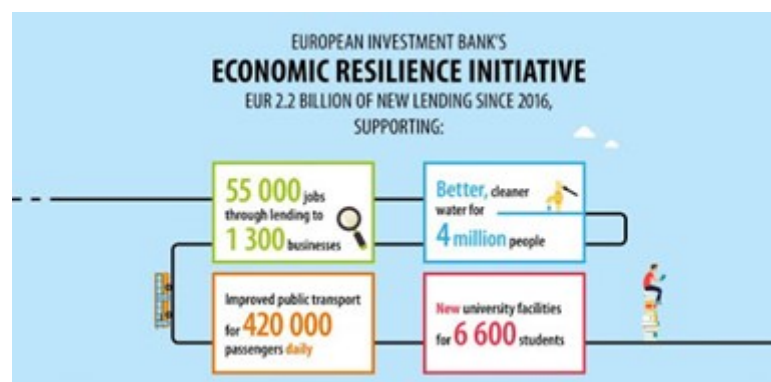 EUROPEAN INVESTMENT BANK'S
ECONOMIC RESILIENCE INITIATIVE
EUR 2.2 BILLION OF NEW LENDING SINCE 2016,
SUPPORTING:
55 000 jobs
through lending to
1 300 businesses
Better, cleaner
water for
4 million people
Improved public transport
for 420 000
passengers daily
New university facilities
for 6 600 students